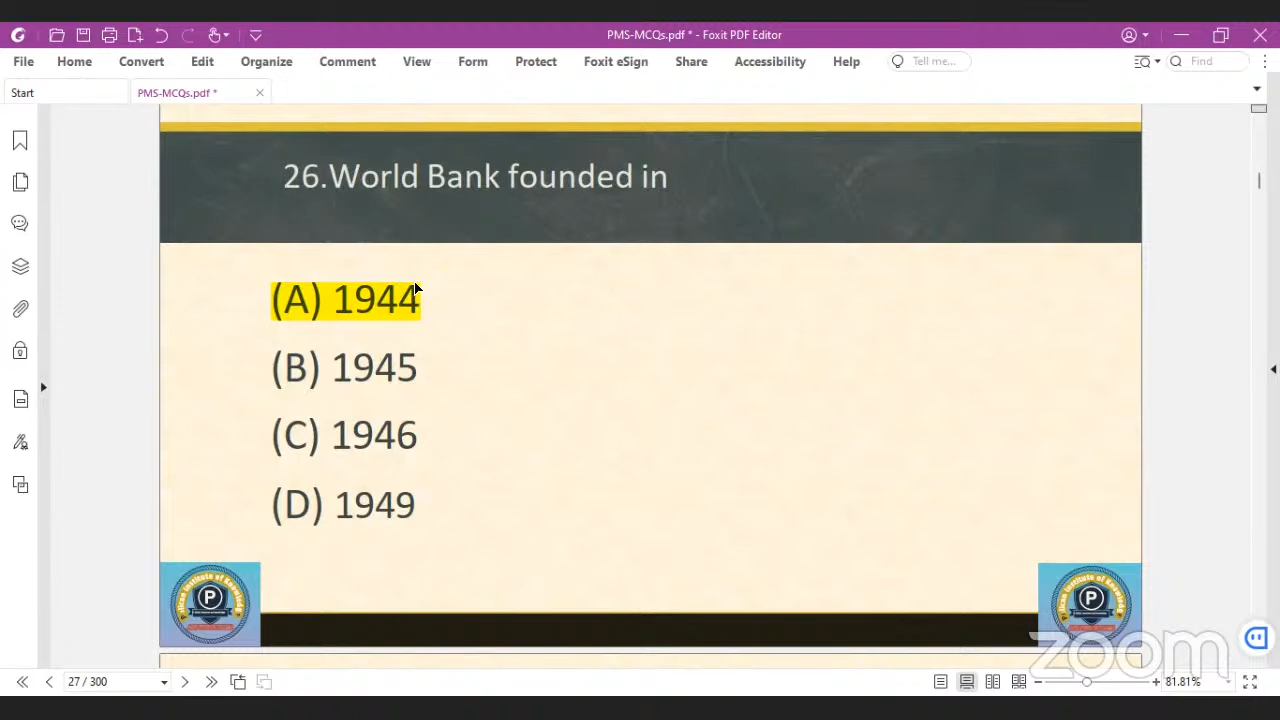 PMS-MCQs.pdf * - Foxit PDF Editor
File Home Convert Edit Organize Comment View Form Protect Foxit eSign Share Accessibility Help Tell me... Find
Start PMS-MCQs.pdf *
26.World Bank founded in
(A) 1944
(B) 1945
(C) 1946
(D) 1949
P
P
zoom
27 / 300
81.81%